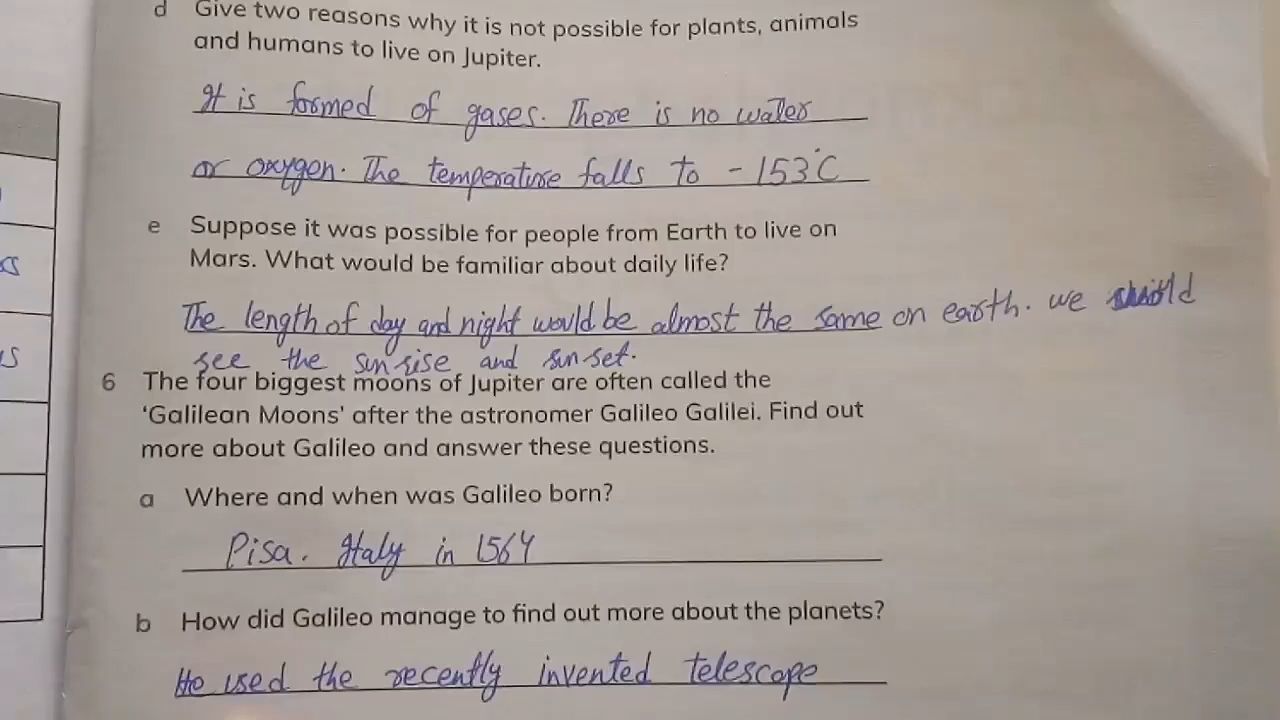 d Give two reasons why it is not possible for plants, animals
and humans to live on Jupiter.
It is formed of gases. There is no water
or oxygen. The temperature falls to -153°C
e Suppose it was possible for people from Earth to live on
Mars. What would be familiar about daily life?
The length of day and night would be almost the same on earth. we should
see the sunrise and sunset.
6 The four biggest moons of Jupiter are often called the
'Galilean Moons' after the astronomer Galileo Galilei. Find out
more about Galileo and answer these questions.
a Where and when was Galileo born?
Pisa. Italy in 1564
b How did Galileo manage to find out more about the planets?
He used the recently invented telescope